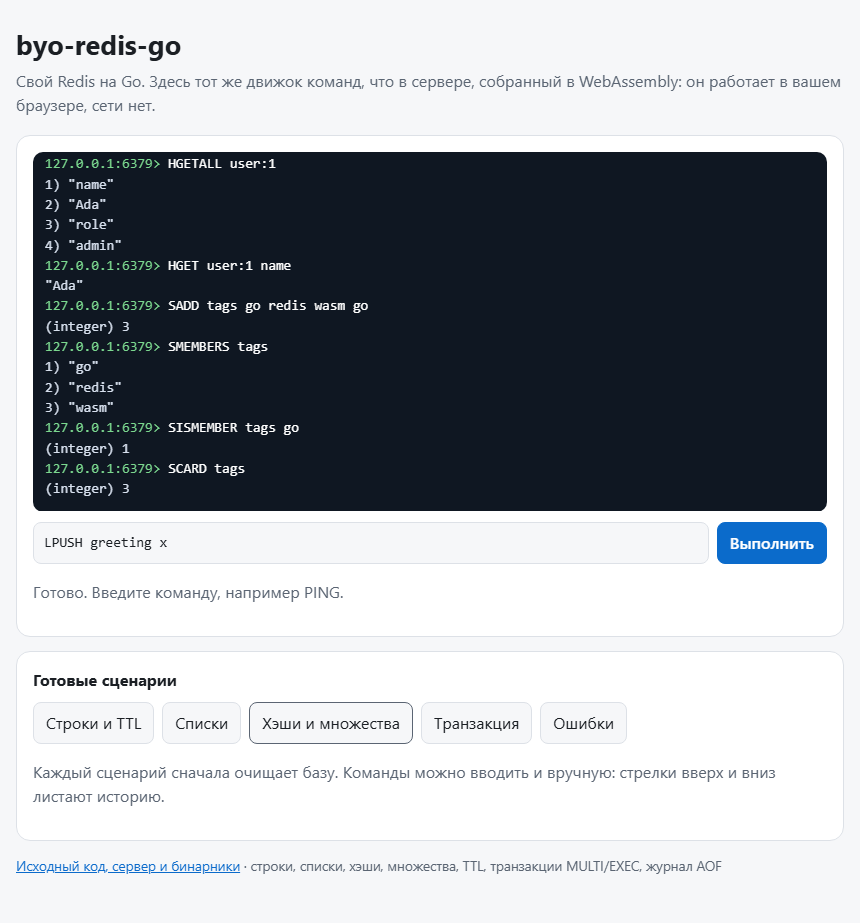 byo-redis-go
Свой Redis на Go. Здесь тот же движок команд, что в сервере, собранный в WebAssembly: он работает в вашем
браузере, сети нет.
127.0.0.1:6379> HGETALL user:1
1) "name"
2) "Ada"
3) "role"
4) "admin"
127.0.0.1:6379> HGET user:1 name
"Ada"
127.0.0.1:6379> SADD tags go redis wasm go
(integer) 3
127.0.0.1:6379> SMEMBERS tags
1) "go"
2) "redis"
3) "wasm"
127.0.0.1:6379> SISMEMBER tags go
(integer) 1
127.0.0.1:6379> SCARD tags
(integer) 3
LPUSH greeting x
Выполнить
Готово. Введите команду, например PING.
Готовые сценарии
Строки и TTL Списки Хэши и множества Транзакция Ошибки
Каждый сценарий сначала очищает базу. Команды можно вводить и вручную: стрелки вверх и вниз
листают историю.
Исходный код, сервер и бинарники · строки, списки, хэши, множества, TTL, транзакции MULTI/EXEC, журнал AOF